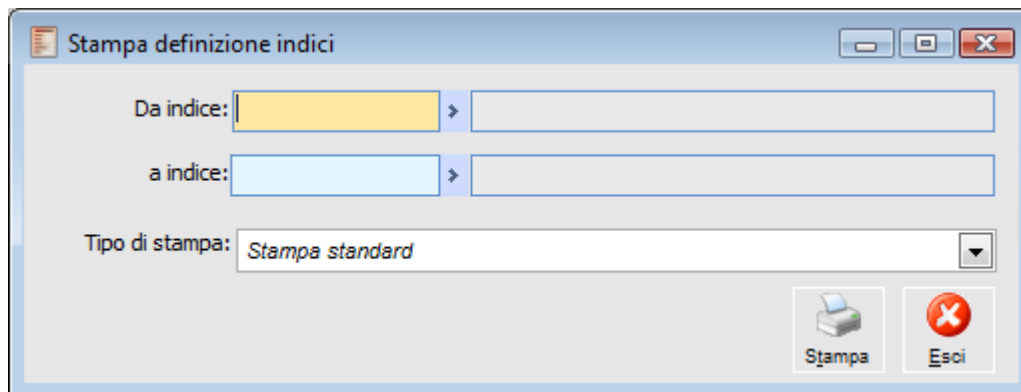 Stampa definizione indici
Da indice:
a indice:
Tipo di stampa: Stampa standard
Stampa Esci